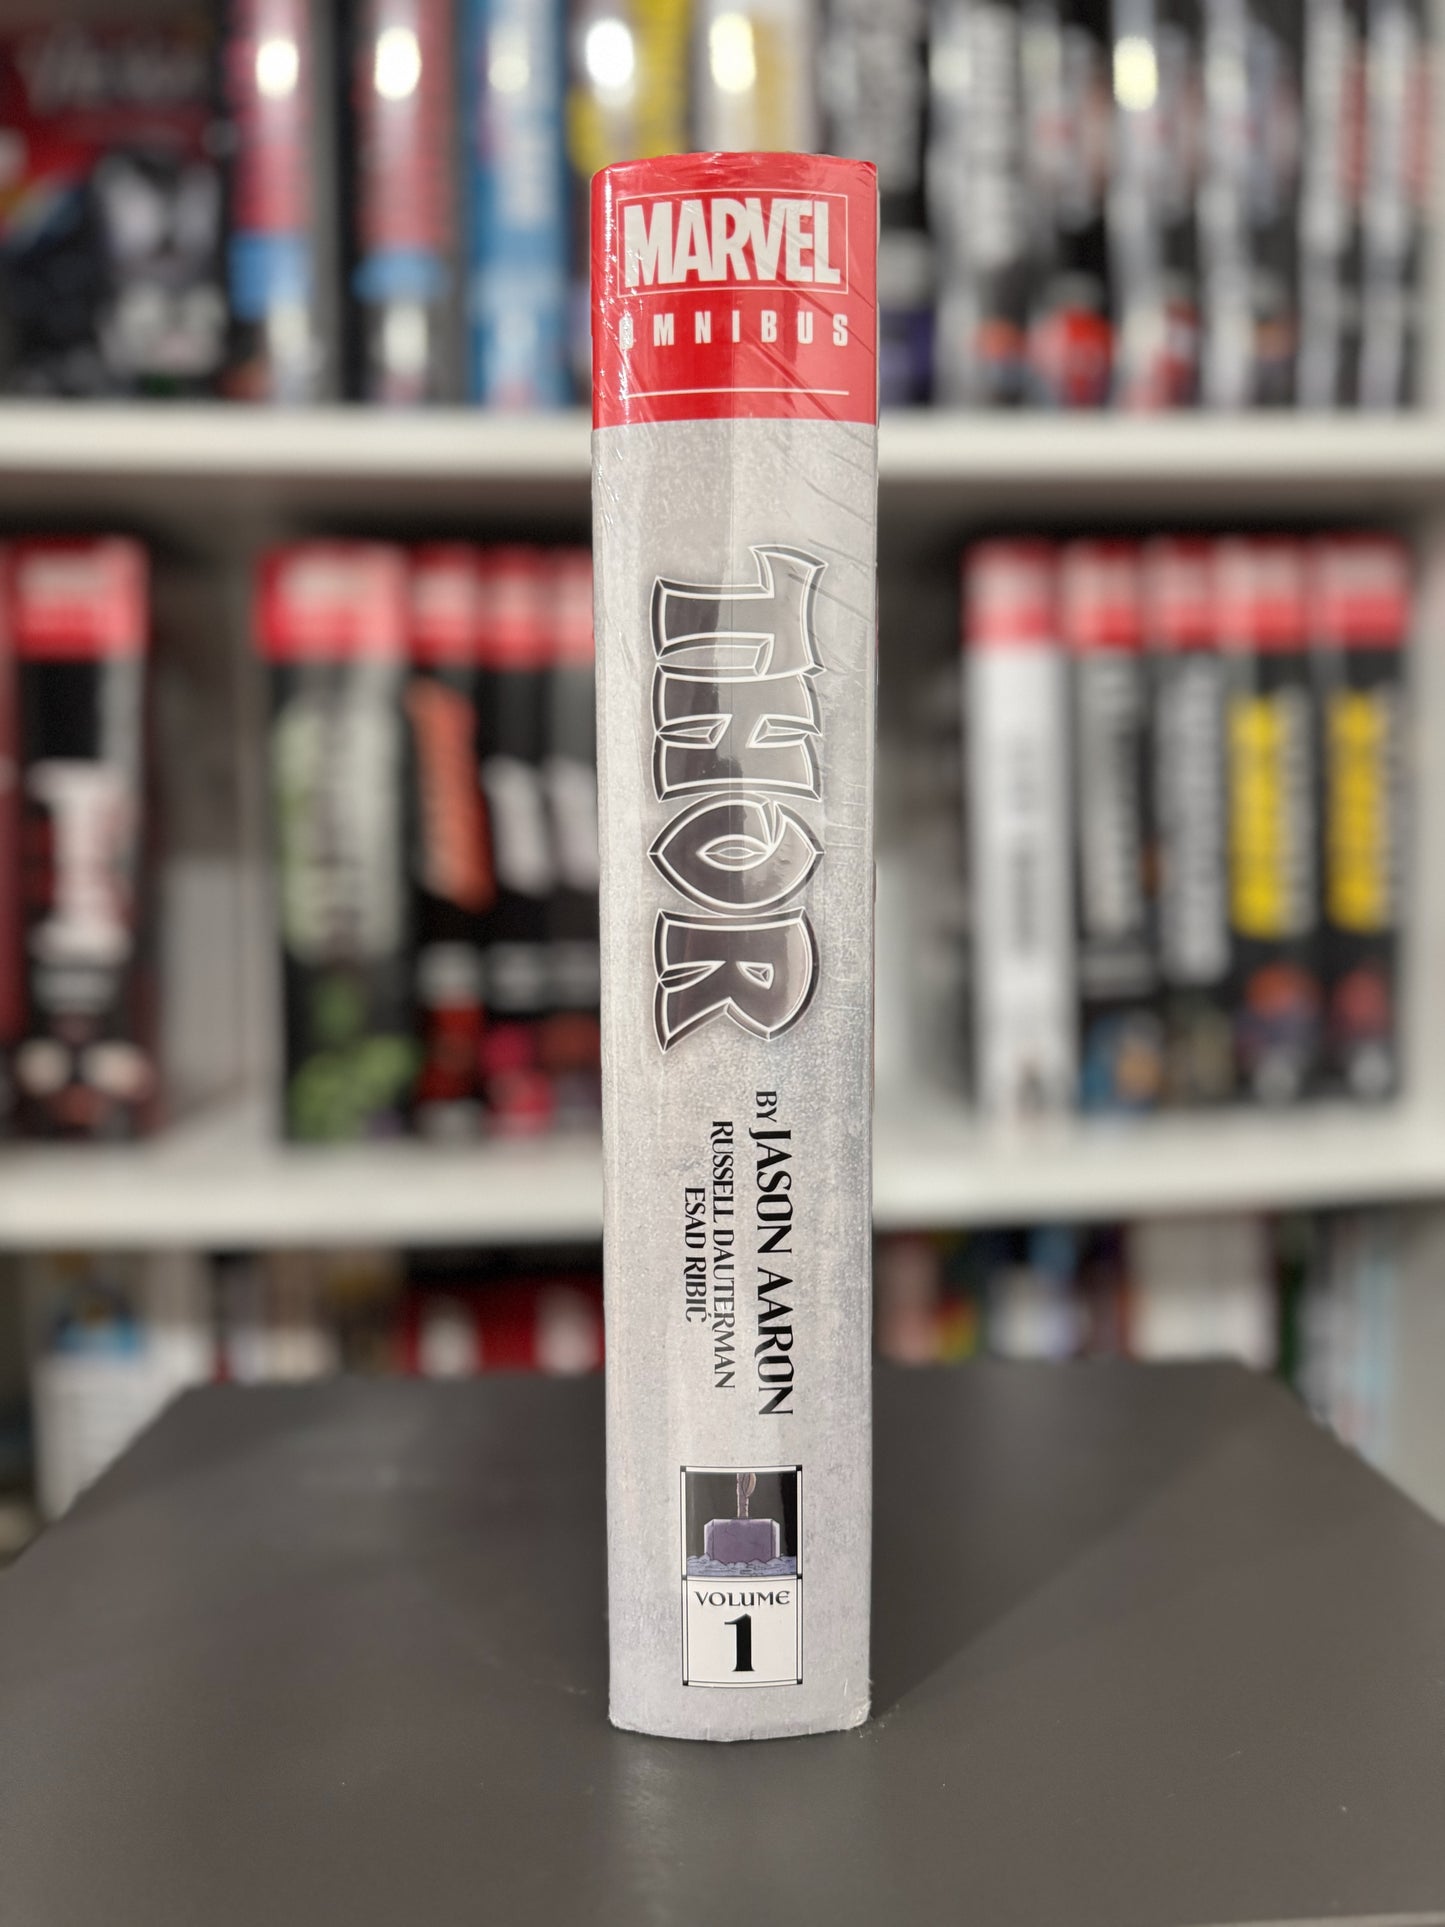 MARVEL
OMNIBUS
THOR
BY JASON AARON
RUSSELL DAUTERMAN
ESAD RIBIĆ
VOLUME
1